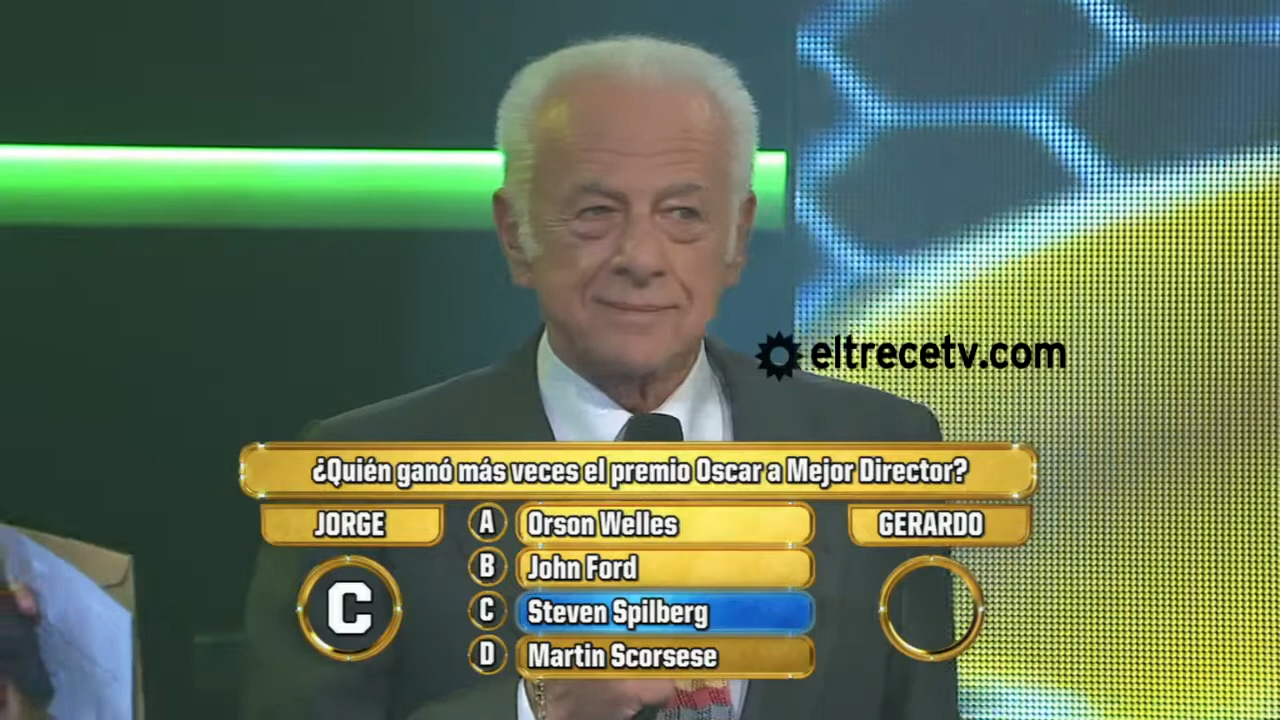 eltrecetv.com
¿Quién ganó más veces el premio Oscar a Mejor Director?
JORGE
GERARDO
A Orson Welles
B John Ford
C Steven Spilberg
D Martin Scorsese
C